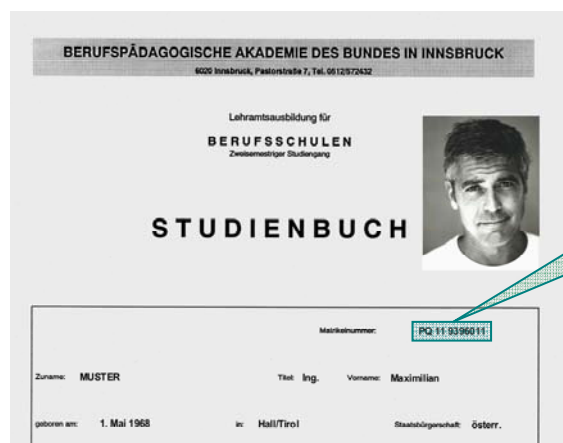 BERUFSPÄDAGOGISCHE AKADEMIE DES BUNDES IN INNSBRUCK
6020 Innsbruck, Pastorstraße 7, Tel. 0512/572432
Lehramtsausbildung für
BERUFSSCHULEN
Zweisemestriger Studiengang
STUDIENBUCH
Matrikelnummer: PQ 11 9396011
Zuname: MUSTER Titel: Ing. Vorname: Maximilian
geboren am: 1. Mai 1968 in: Hall/Tirol Staatsbürgerschaft: österr.